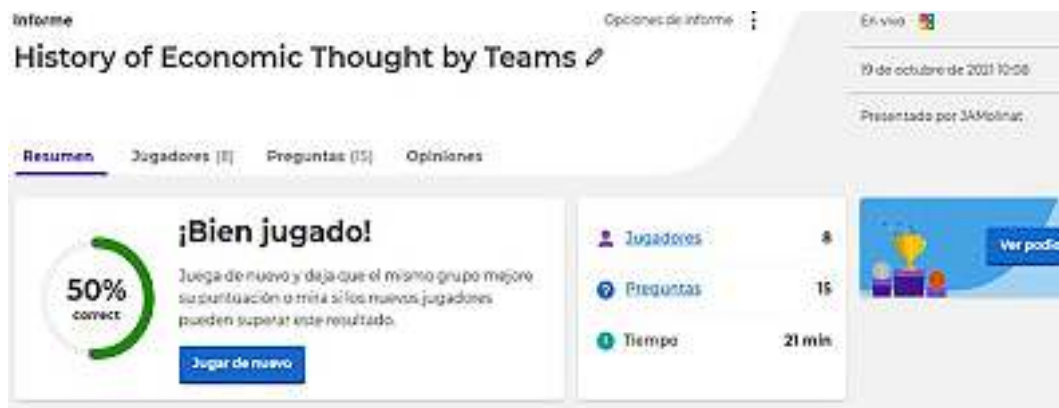 Informe
Opciones de informe
En vivo
History of Economic Thought by Teams
19 de octubre de 2021 10:08
Presentado por JAMolinat
Resumen
Jugadores (8)
Preguntas (15)
Opiniones
¡Bien jugado!
50%
correct
Juega de nuevo y deja que el mismo grupo mejore
su puntuación o mira si los nuevos jugadores
pueden superar este resultado.
Jugar de nuevo
Jugadores 8
Preguntas 15
Tiempo 21 min
Ver podio